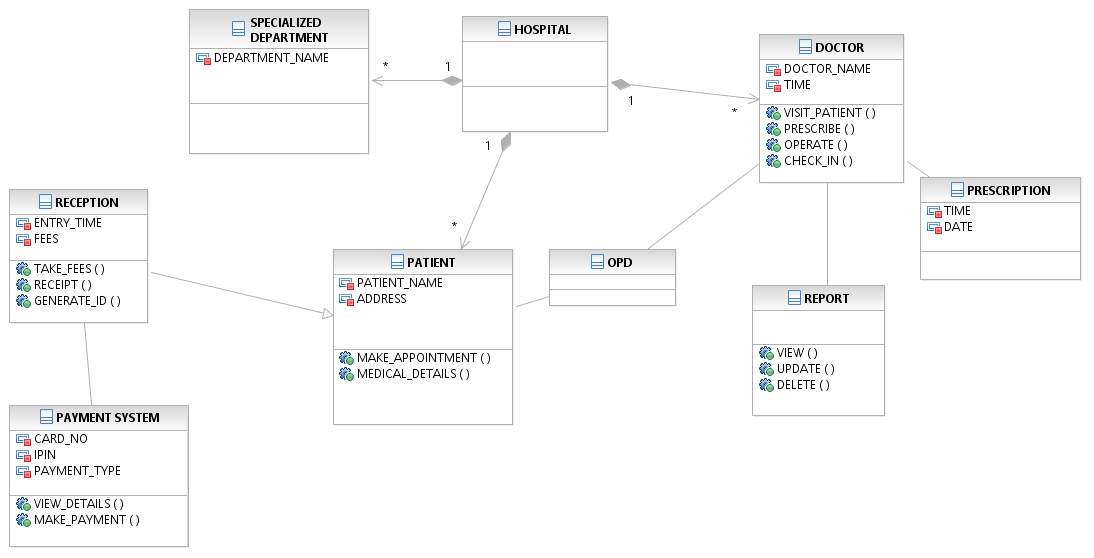 SPECIALIZED
DEPARTMENT
DEPARTMENT_NAME
*
1
HOSPITAL
1
*
1
*
DOCTOR
DOCTOR_NAME
TIME
VISIT_PATIENT ( )
PRESCRIBE ( )
OPERATE ( )
CHECK_IN ( )
PRESCRIPTION
TIME
DATE
RECEPTION
ENTRY_TIME
FEES
TAKE_FEES ( )
RECEIPT ( )
GENERATE_ID ( )
PATIENT
PATIENT_NAME
ADDRESS
MAKE_APPOINTMENT ( )
MEDICAL_DETAILS ( )
OPD
REPORT
VIEW ( )
UPDATE ( )
DELETE ( )
PAYMENT SYSTEM
CARD_NO
IPIN
PAYMENT_TYPE
VIEW_DETAILS ( )
MAKE_PAYMENT ( )